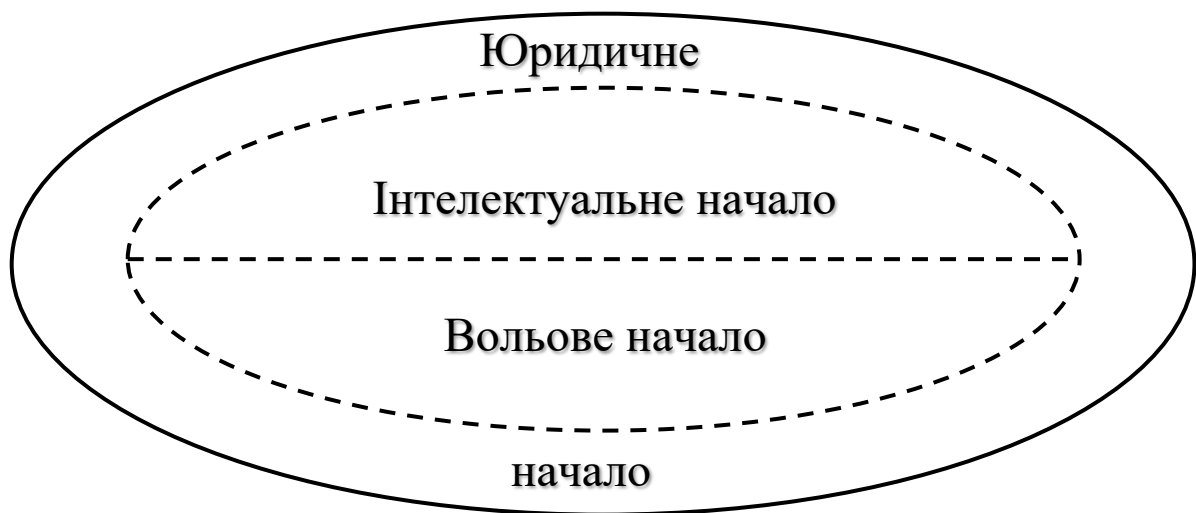 Юридичне
Інтелектуальне начало
Вольове начало
начало